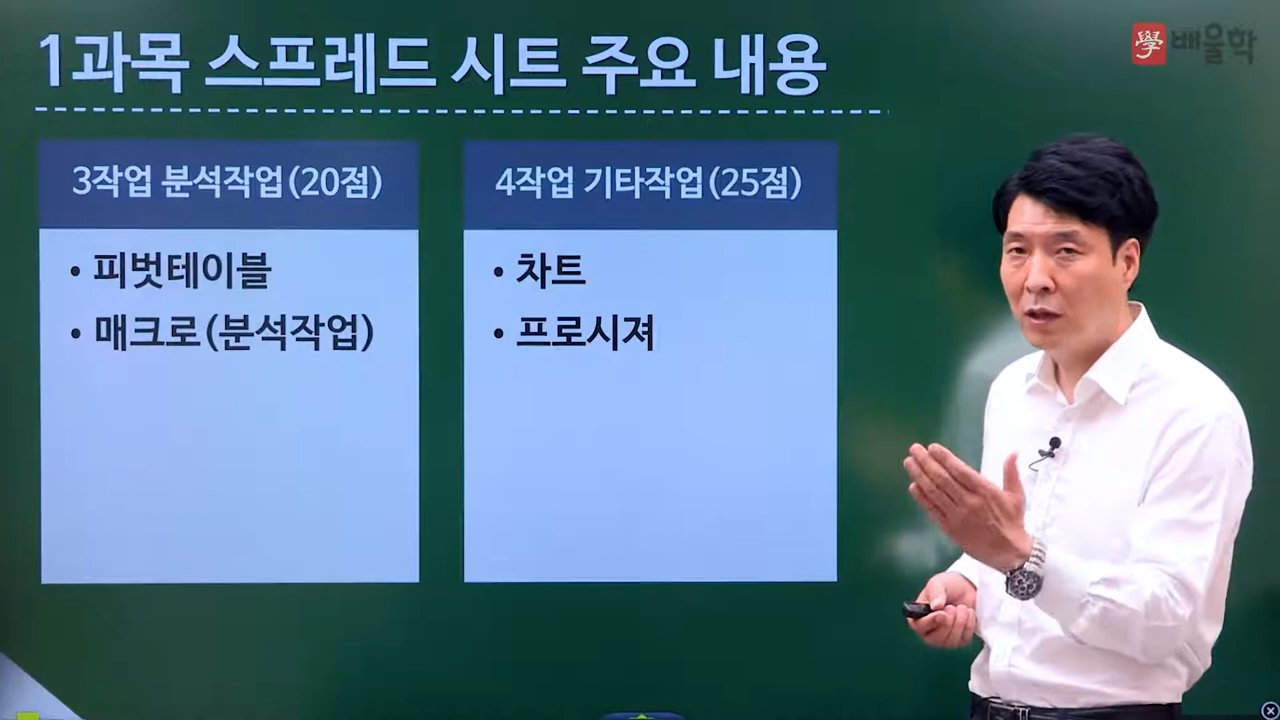 1과목 스프레드 시트 주요 내용
學 배울학
3작업 분석작업(20점)
• 피벗테이블
• 매크로(분석작업)
4작업 기타작업(25점)
• 차트
• 프로시져